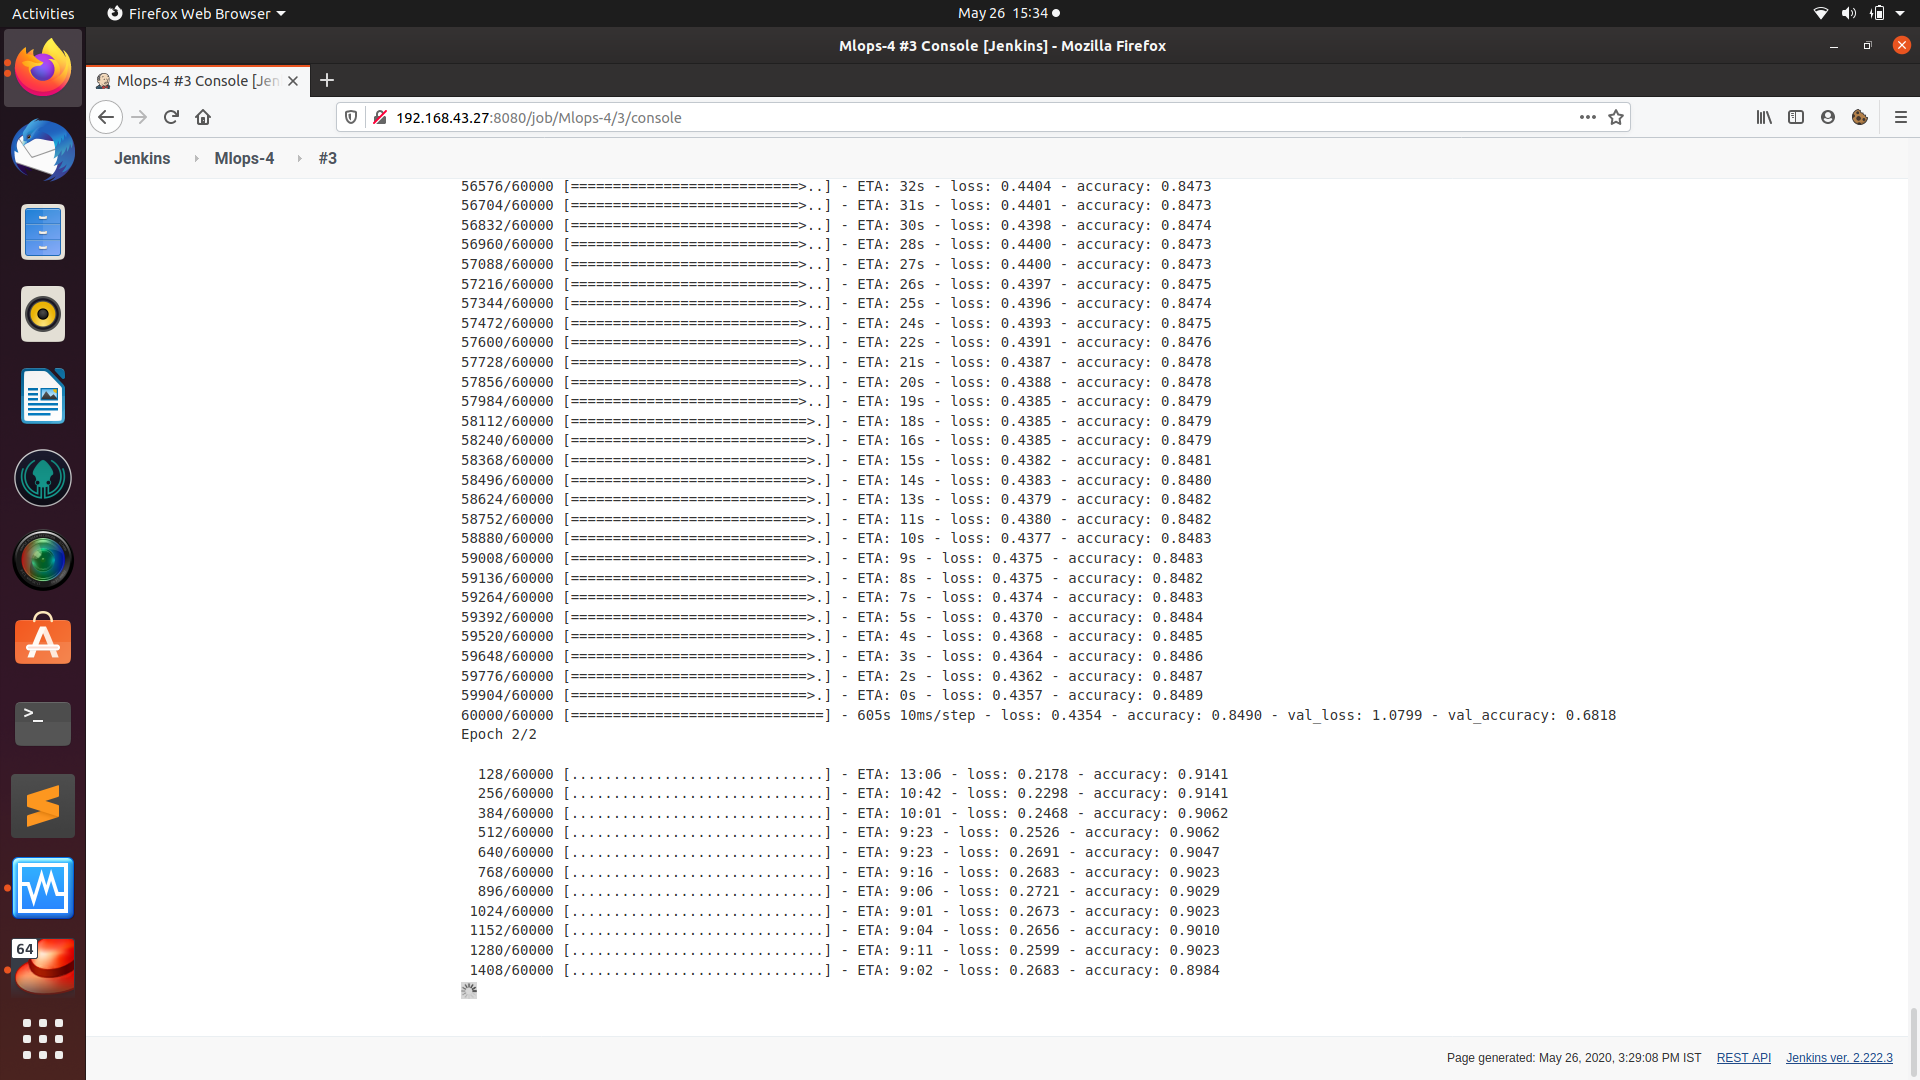 Activities
Firefox Web Browser
May 26 15:34
Mlops-4 #3 Console [Jenkins] - Mozilla Firefox
Mlops-4 #3 Console [Jen
192.168.43.27:8080/job/Mlops-4/3/console
Jenkins Mlops-4 #3
56576/60000 [===========================>..] - ETA: 32s - loss: 0.4404 - accuracy: 0.8473
56704/60000 [===========================>..] - ETA: 31s - loss: 0.4401 - accuracy: 0.8473
56832/60000 [===========================>..] - ETA: 30s - loss: 0.4398 - accuracy: 0.8474
56960/60000 [===========================>..] - ETA: 28s - loss: 0.4400 - accuracy: 0.8473
57088/60000 [===========================>..] - ETA: 27s - loss: 0.4400 - accuracy: 0.8473
57216/60000 [===========================>..] - ETA: 26s - loss: 0.4397 - accuracy: 0.8475
57344/60000 [===========================>..] - ETA: 25s - loss: 0.4396 - accuracy: 0.8474
57472/60000 [===========================>..] - ETA: 24s - loss: 0.4393 - accuracy: 0.8475
57600/60000 [===========================>..] - ETA: 22s - loss: 0.4391 - accuracy: 0.8476
57728/60000 [===========================>..] - ETA: 21s - loss: 0.4387 - accuracy: 0.8478
57856/60000 [===========================>..] - ETA: 20s - loss: 0.4388 - accuracy: 0.8478
57984/60000 [===========================>..] - ETA: 19s - loss: 0.4385 - accuracy: 0.8479
58112/60000 [============================>.] - ETA: 18s - loss: 0.4385 - accuracy: 0.8479
58240/60000 [============================>.] - ETA: 16s - loss: 0.4385 - accuracy: 0.8479
58368/60000 [============================>.] - ETA: 15s - loss: 0.4382 - accuracy: 0.8481
58496/60000 [============================>.] - ETA: 14s - loss: 0.4383 - accuracy: 0.8480
58624/60000 [============================>.] - ETA: 13s - loss: 0.4379 - accuracy: 0.8482
58752/60000 [============================>.] - ETA: 11s - loss: 0.4380 - accuracy: 0.8482
58880/60000 [============================>.] - ETA: 10s - loss: 0.4377 - accuracy: 0.8483
59008/60000 [============================>.] - ETA: 9s - loss: 0.4375 - accuracy: 0.8483
59136/60000 [============================>.] - ETA: 8s - loss: 0.4375 - accuracy: 0.8482
59264/60000 [============================>.] - ETA: 7s - loss: 0.4374 - accuracy: 0.8483
59392/60000 [============================>.] - ETA: 5s - loss: 0.4370 - accuracy: 0.8484
59520/60000 [============================>.] - ETA: 4s - loss: 0.4368 - accuracy: 0.8485
59648/60000 [============================>.] - ETA: 3s - loss: 0.4364 - accuracy: 0.8486
59776/60000 [============================>.] - ETA: 2s - loss: 0.4362 - accuracy: 0.8487
59904/60000 [============================>.] - ETA: 0s - loss: 0.4357 - accuracy: 0.8489
60000/60000 [==============================] - 605s 10ms/step - loss: 0.4354 - accuracy: 0.8490 - val_loss: 1.0799 - val_accuracy: 0.6818
Epoch 2/2
128/60000 [..............................] - ETA: 13:06 - loss: 0.2178 - accuracy: 0.9141
256/60000 [..............................] - ETA: 10:42 - loss: 0.2298 - accuracy: 0.9141
384/60000 [..............................] - ETA: 10:01 - loss: 0.2468 - accuracy: 0.9062
512/60000 [..............................] - ETA: 9:23 - loss: 0.2526 - accuracy: 0.9062
640/60000 [..............................] - ETA: 9:23 - loss: 0.2691 - accuracy: 0.9047
768/60000 [..............................] - ETA: 9:16 - loss: 0.2683 - accuracy: 0.9023
896/60000 [..............................] - ETA: 9:06 - loss: 0.2721 - accuracy: 0.9029
1024/60000 [..............................] - ETA: 9:01 - loss: 0.2673 - accuracy: 0.9023
1152/60000 [..............................] - ETA: 9:04 - loss: 0.2656 - accuracy: 0.9010
1280/60000 [..............................] - ETA: 9:11 - loss: 0.2599 - accuracy: 0.9023
1408/60000 [..............................] - ETA: 9:02 - loss: 0.2683 - accuracy: 0.8984
64
Page generated: May 26, 2020, 3:29:08 PM IST REST API Jenkins ver. 2.222.3